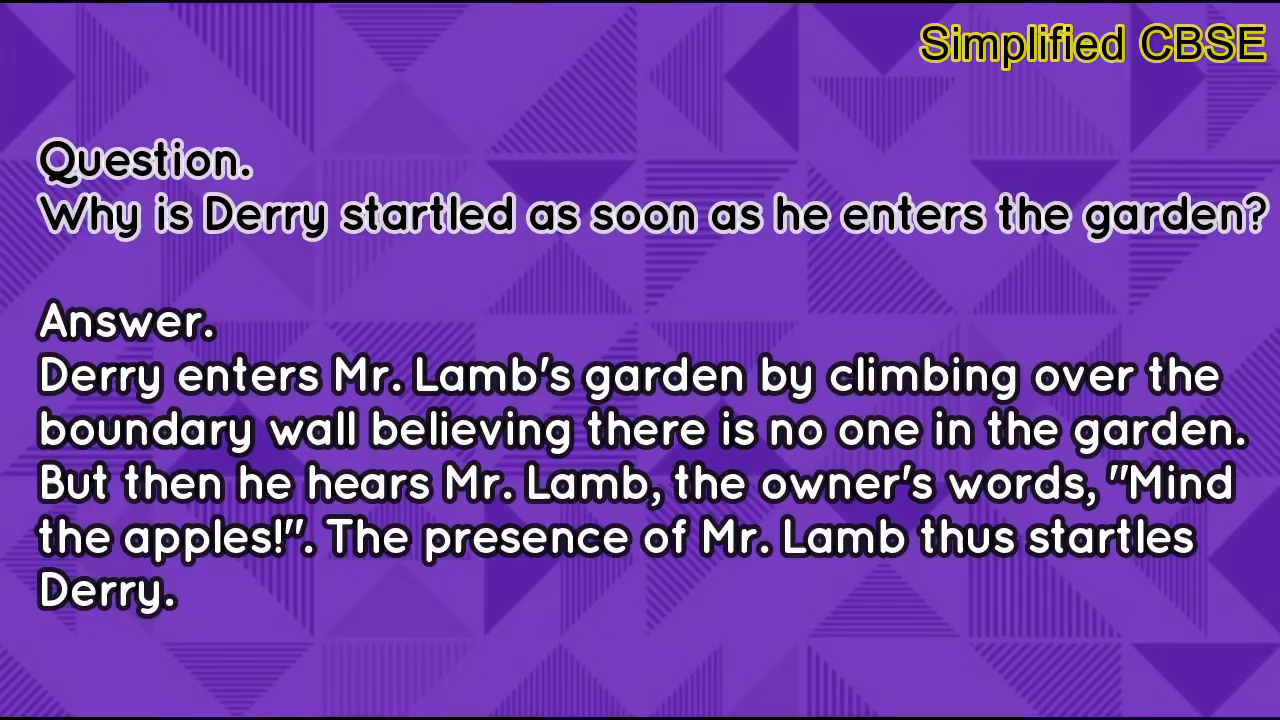 Simplified CBSE
Question.
Why is Derry startled as soon as he enters the garden?
Answer.
Derry enters Mr. Lamb's garden by climbing over the
boundary wall believing there is no one in the garden.
But then he hears Mr. Lamb, the owner's words, "Mind
the apples!". The presence of Mr. Lamb thus startles
Derry.